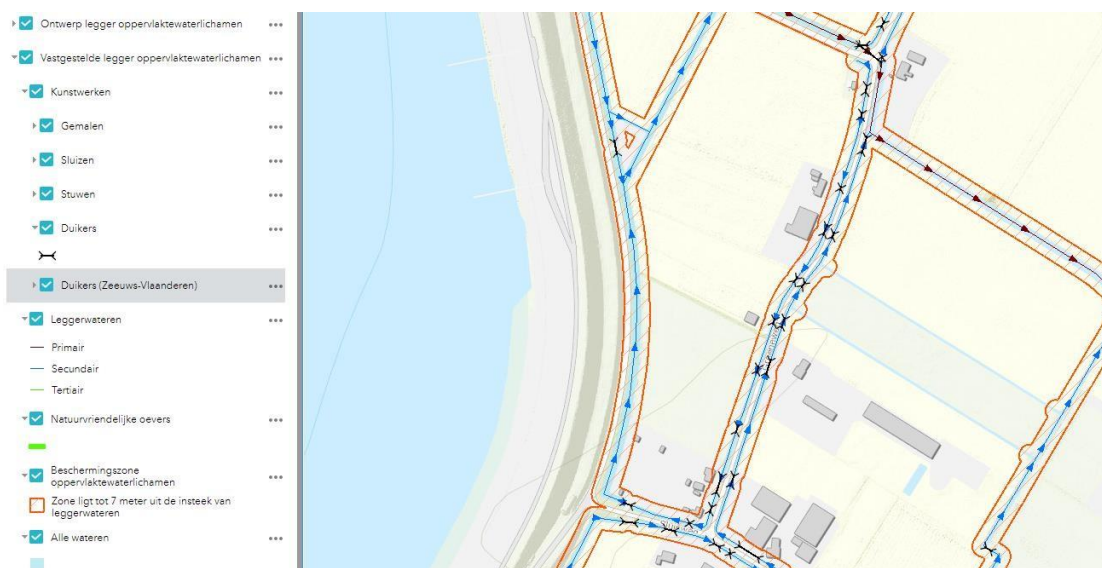 Ontwerp legger oppervlaktewaterlichamen
Vastgestelde legger oppervlaktewaterlichamen
Kunstwerken
Gemalen
Sluizen
Stuwen
Duikers
Duikers (Zeeuws-Vlaanderen)
Leggerwateren
Primair
Secundair
Tertiair
Natuurvriendelijke oevers
Beschermingszone
oppervlaktewaterlichamen
Zone ligt tot 7 meter uit de insteek van
leggerwateren
Alle wateren